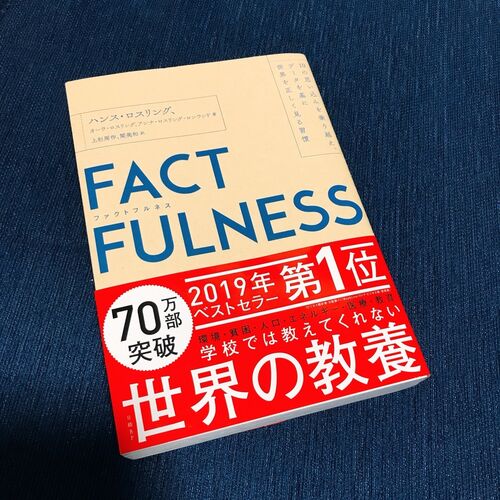 10の思い込みを乗り越え、
データを基に
世界を正しく見る習慣
ハンス・ロスリング、
オーラ・ロスリング、アンナ・ロスリング・ロンランド 著
上杉周作、関美和 訳
FACT
ファクトフルネス
FULNESS
70万部
突破
2019年
ベストセラー
第1位
環境・貧困・人口・エネルギー・医療・教育
学校では教えてくれない
世界の教養
日経BP